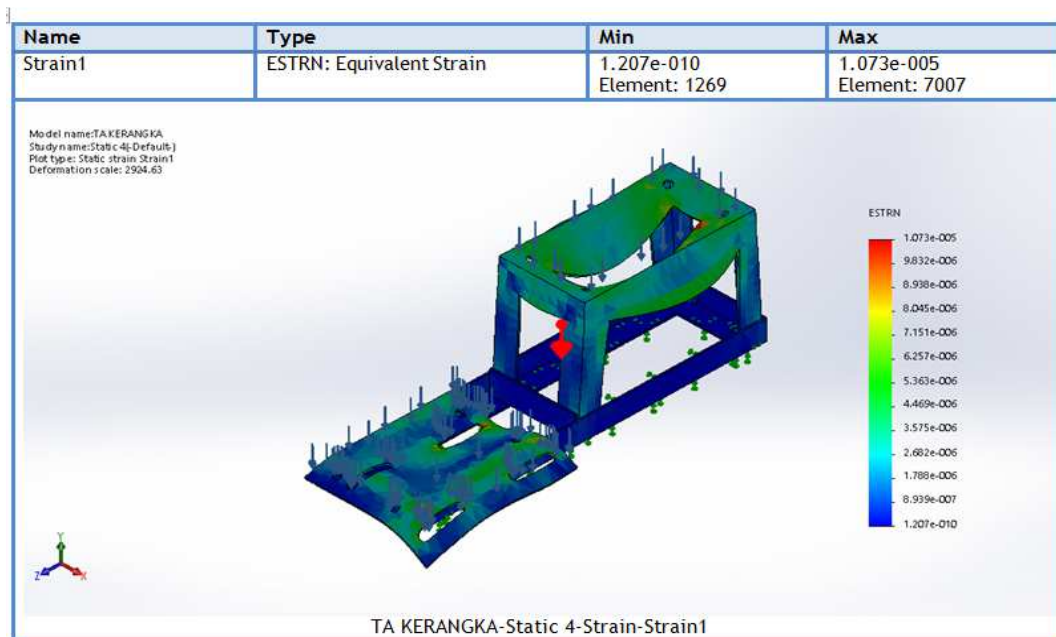 Name Type Min Max
Strain1 ESTRN: Equivalent Strain 1.207e-010 1.073e-005
Element: 1269 Element: 7007
Model name:TA KERANGKA
Study name:Static 4(-Default-)
Plot type: Static strain Strain1
Deformation scale: 2924.63
ESTRN
1.073e-005
9.832e-006
8.938e-006
8.045e-006
7.151e-006
6.257e-006
5.363e-006
4.469e-006
3.575e-006
2.682e-006
1.788e-006
8.939e-007
1.207e-010
Y
Z X
TA KERANGKA-Static 4-Strain-Strain1